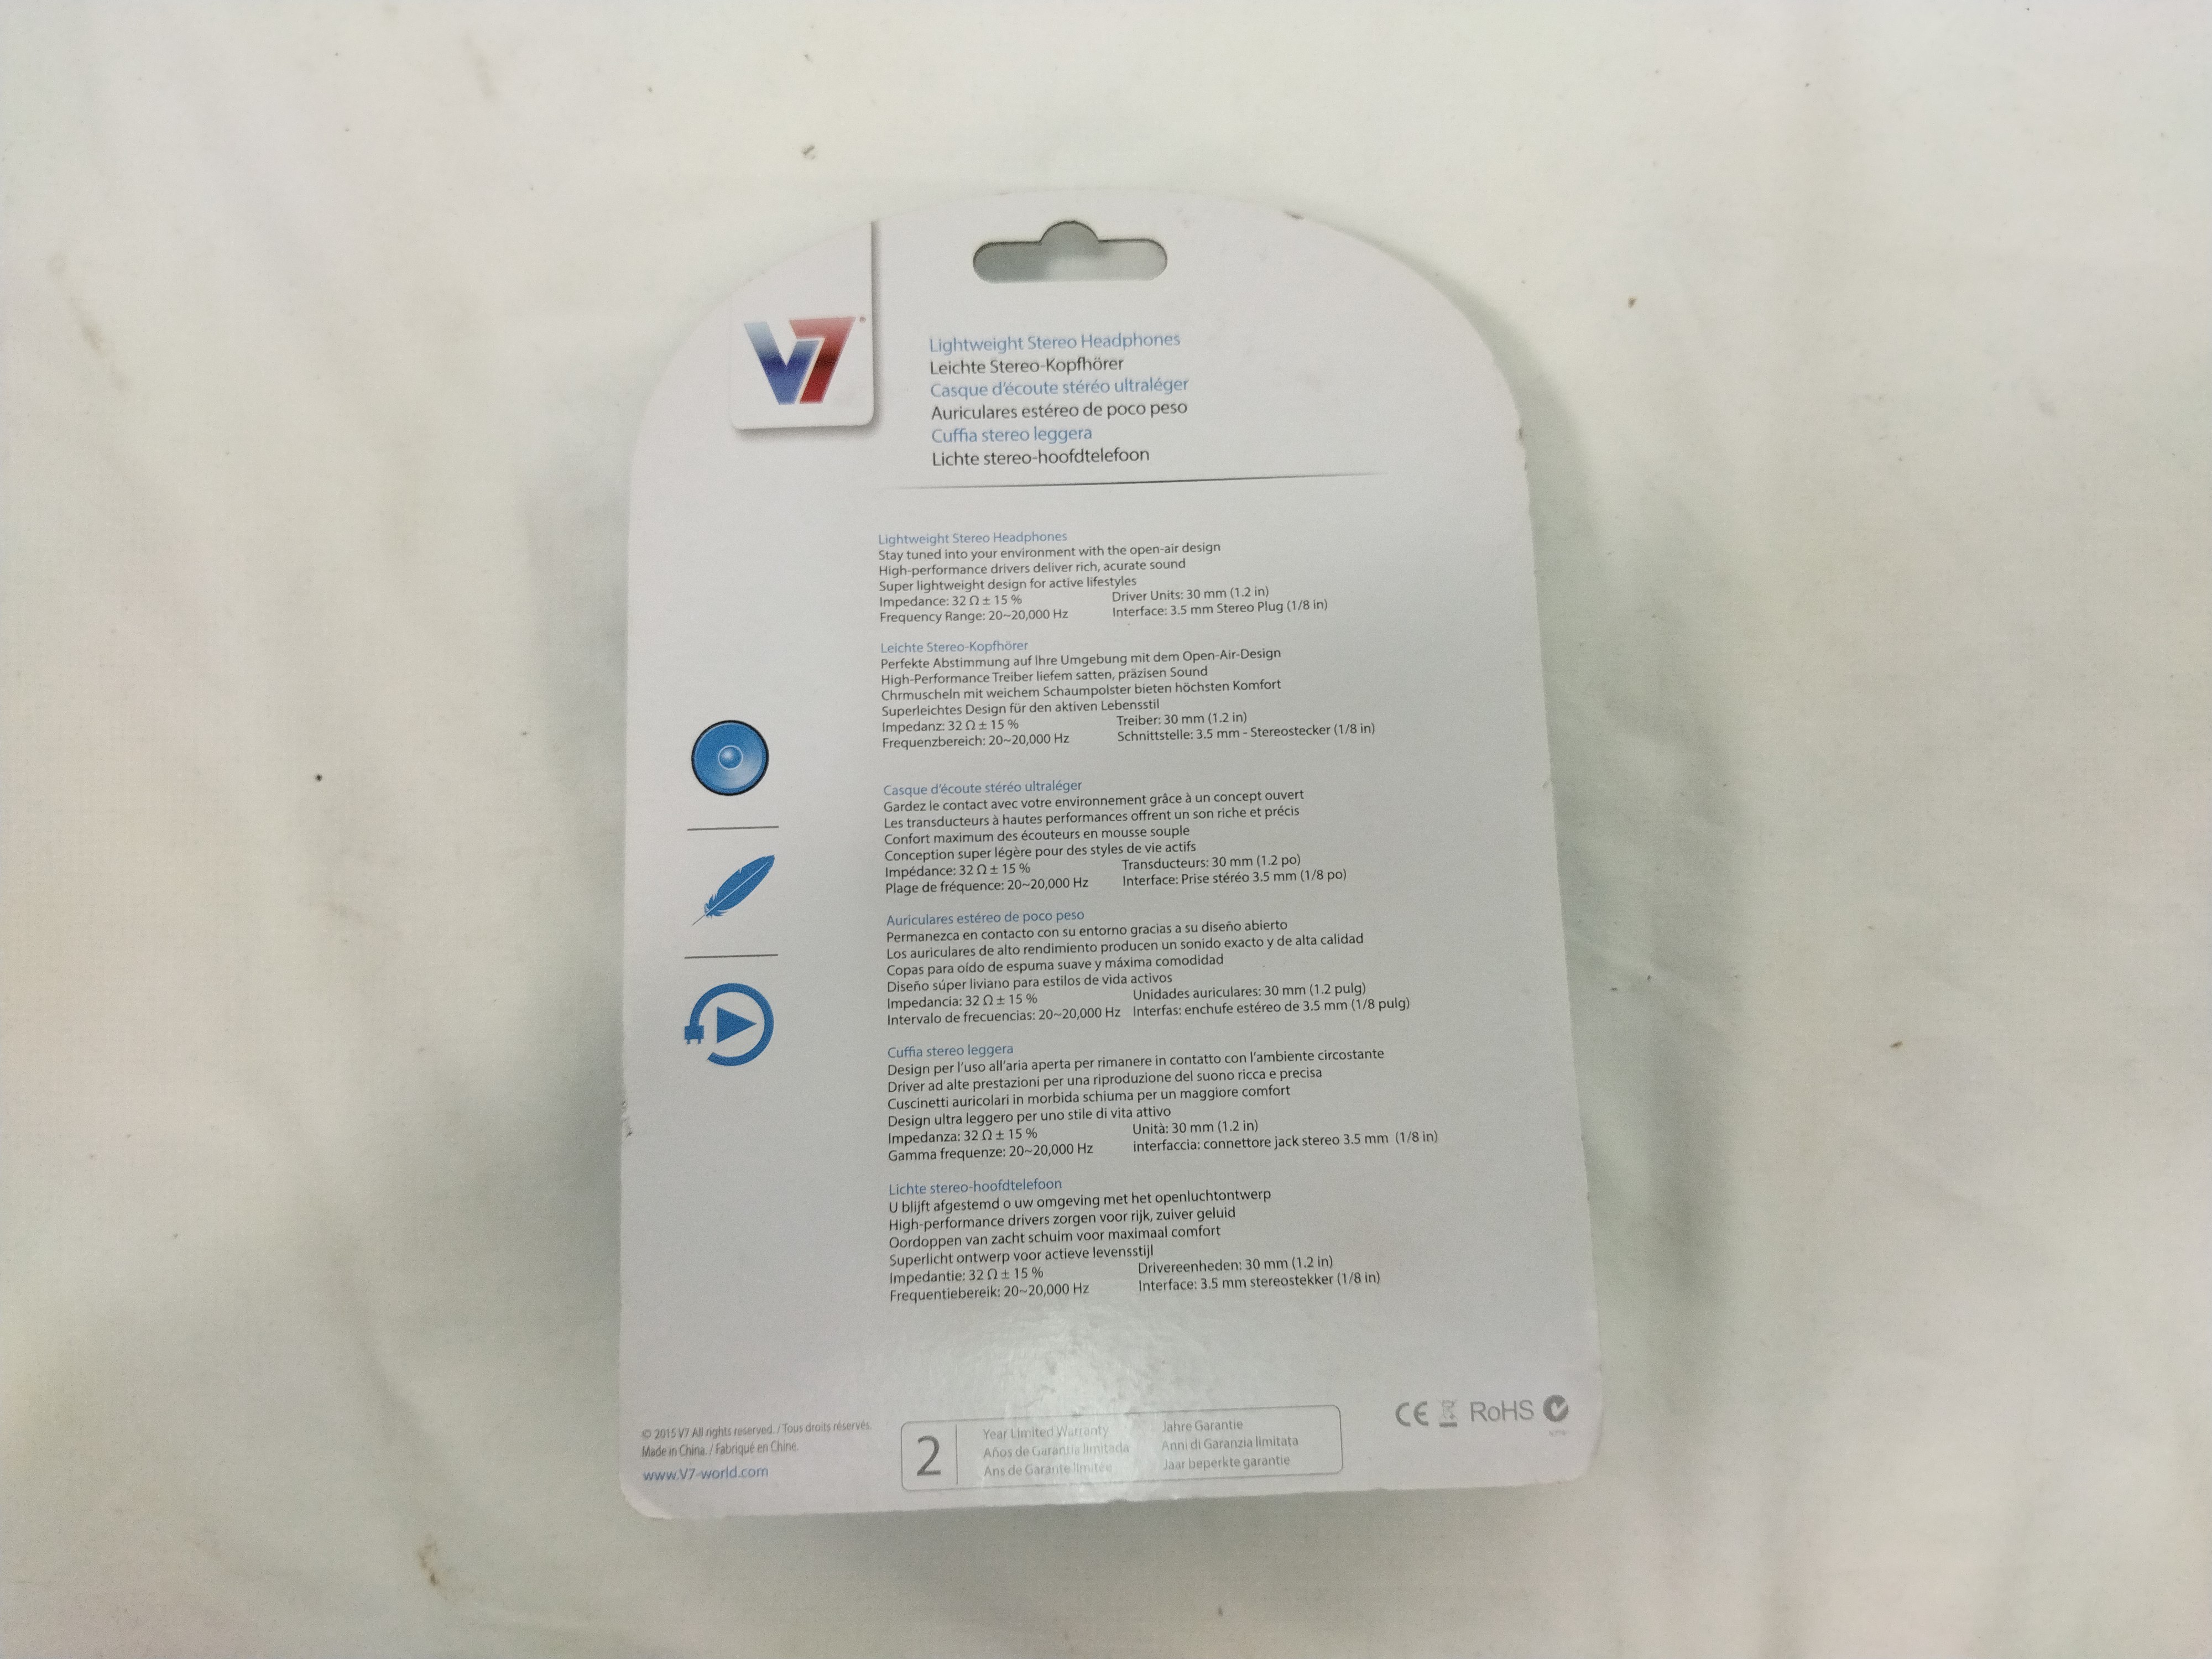 V7
Lightweight Stereo Headphones
Leichte Stereo-Kopfhörer
Casque d'écoute stéréo ultraléger
Auriculares estéreo de poco peso
Cuffia stereo leggera
Lichte stereo-hoofdtelefoon
Lightweight Stereo Headphones
Stay tuned into your environment with the open-air design
High-performance drivers deliver rich, acurate sound
Super lightweight design for active lifestyles
Impedance: 32 Ω ± 15 % Driver Units: 30 mm (1.2 in)
Frequency Range: 20~20,000 Hz Interface: 3.5 mm Stereo Plug (1/8 in)
Leichte Stereo-Kopfhörer
Perfekte Abstimmung auf Ihre Umgebung mit dem Open-Air-Design
High-Performance Treiber liefem satten, präzisen Sound
Chrmuscheln mit weichem Schaumpolster bieten höchsten Komfort
Superleichtes Design für den aktiven Lebensstil
Impedanz: 32 Ω ± 15 % Treiber: 30 mm (1.2 in)
Frequenzbereich: 20~20,000 Hz Schnittstelle: 3.5 mm - Stereostecker (1/8 in)
Casque d'écoute stéréo ultraléger
Gardez le contact avec votre environnement grâce à un concept ouvert
Les transducteurs à hautes performances offrent un son riche et précis
Confort maximum des écouteurs en mousse souple
Conception super légère pour des styles de vie actifs
Impédance: 32 Ω ± 15 % Transducteurs: 30 mm (1.2 po)
Plage de fréquence: 20~20,000 Hz Interface: Prise stéréo 3.5 mm (1/8 po)
Auriculares estéreo de poco peso
Permanezca en contacto con su entorno gracias a su diseño abierto
Los auriculares de alto rendimiento producen un sonido exacto y de alta calidad
Copas para oído de espuma suave y máxima comodidad
Diseño súper liviano para estilos de vida activos
Impedancia: 32 Ω ± 15 % Unidades auriculares: 30 mm (1.2 pulg)
Intervalo de frecuencias: 20~20,000 Hz Interfas: enchufe estéreo de 3.5 mm (1/8 pulg)
Cuffia stereo leggera
Design per l'uso all'aria aperta per rimanere in contatto con l'ambiente circostante
Driver ad alte prestazioni per una riproduzione del suono ricca e precisa
Cuscinetti auricolari in morbida schiuma per un maggiore comfort
Design ultra leggero per uno stile di vita attivo
Impedanza: 32 Ω ± 15 % Unità: 30 mm (1.2 in)
Gamma frequenze: 20~20,000 Hz interfaccia: connettore jack stereo 3.5 mm (1/8 in)
Lichte stereo-hoofdtelefoon
U blijft afgestemd o uw omgeving met het openluchtontwerp
High-performance drivers zorgen voor rijk, zuiver geluid
Oordoppen van zacht schuim voor maximaal comfort
Superlicht ontwerp voor actieve levensstijl
Impedantie: 32 Ω ± 15 % Drivereenheden: 30 mm (1.2 in)
Frequentiebereik: 20~20,000 Hz Interface: 3.5 mm stereostekker (1/8 in)
© 2015 V7 All rights reserved. / Tous droits réservés.
Made in China. / Fabriqué en Chine.
www.V7-world.com
2
Year Limited Warranty Jahre Garantie
Años de Garantía limitada Anni di Garanzia limitata
Ans de Garante limitée Jaar beperkte garantie
CE RoHS